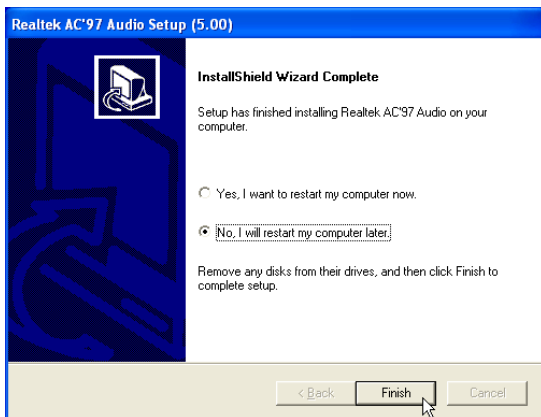 Realtek AC'97 Audio Setup (5.00)
InstallShield Wizard Complete
Setup has finished installing Realtek AC'97 Audio on your
computer.
Yes, I want to restart my computer now.
No, I will restart my computer later.
Remove any disks from their drives, and then click Finish to
complete setup.
< Back Finish Cancel